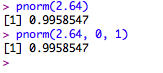 > pnorm(2.64)
[1] 0.9958547
> pnorm(2.64, 0, 1)
[1] 0.9958547
>